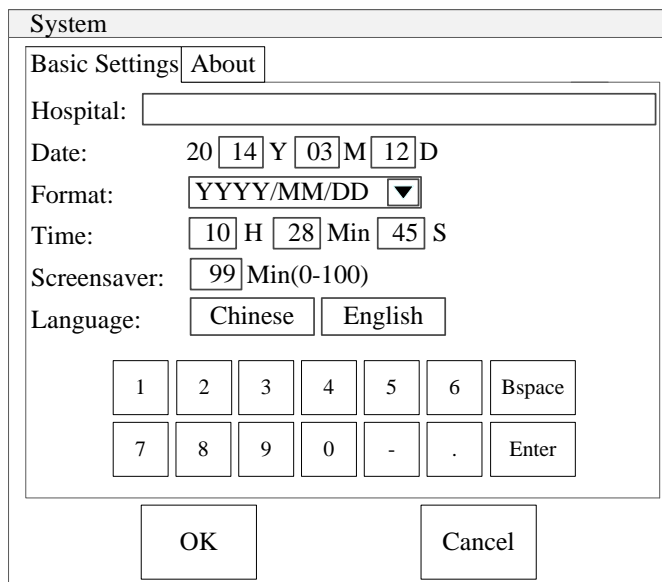 System
Basic Settings About
Hospital:
Date: 20 14 Y 03 M 12 D
Format: YYYY/MM/DD
Time: 10 H 28 Min 45 S
Screensaver: 99 Min(0-100)
Language: Chinese English
1 2 3 4 5 6 Bspace
7 8 9 0 - . Enter
OK Cancel